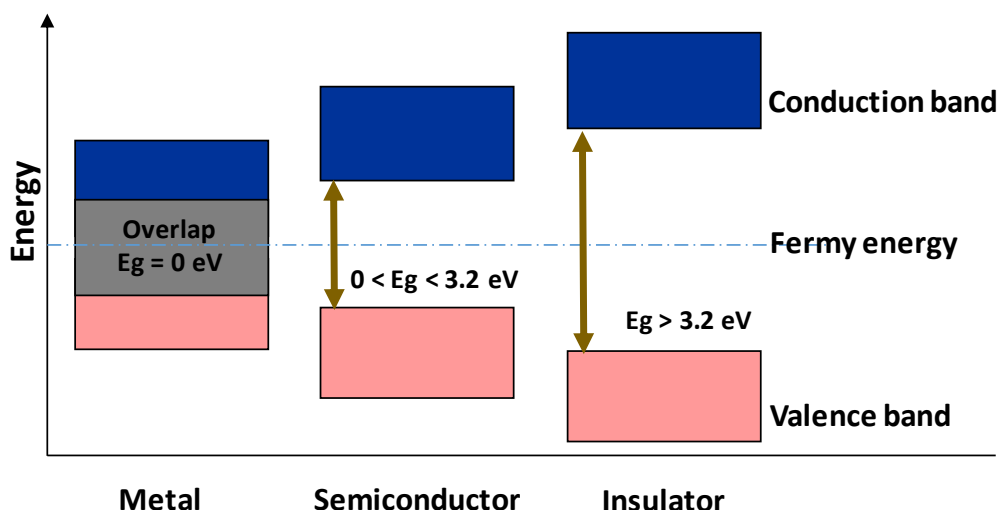 Conduction band
Energy
Overlap
Eg = 0 eV
Fermy energy
0 < Eg < 3.2 eV
Eg > 3.2 eV
Valence band
Metal
Semiconductor
Insulator